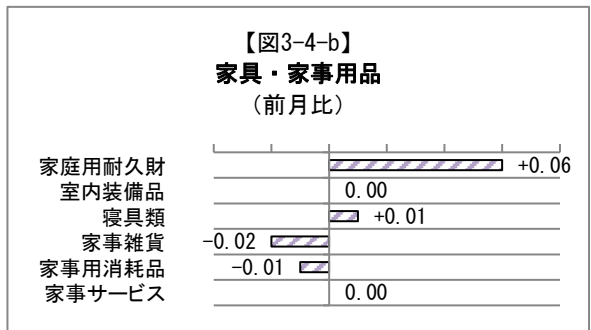 【図3-4-b】
家具・家事用品
（前月比）
家庭用耐久財 +0.06
室内装備品 0.00
寝具類 +0.01
家事雑貨 -0.02
家事用消耗品 -0.01
家事サービス 0.00